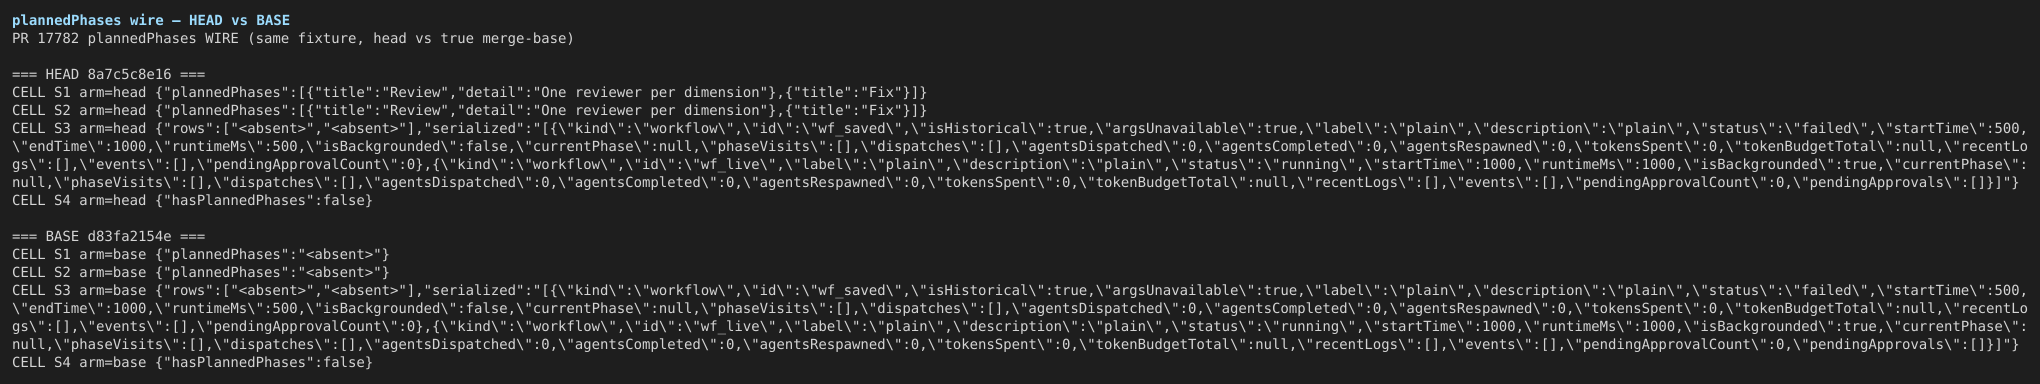 plannedPhases wire — HEAD vs BASE
PR 17782 plannedPhases WIRE (same fixture, head vs true merge-base)
=== HEAD 8a7c5c8e16 ===
CELL S1 arm=head {"plannedPhases":[{"title":"Review","detail":"One reviewer per dimension"},{"title":"Fix"}]}
CELL S2 arm=head {"plannedPhases":[{"title":"Review","detail":"One reviewer per dimension"},{"title":"Fix"}]}
CELL S3 arm=head {"rows":["<absent>","<absent>"],"serialized":"[{\"kind\":\"workflow\",\"id\":\"wf_saved\",\"isHistorical\":true,\"argsUnavailable\":true,\"label\":\"plain\",\"description\":\"plain\",\"status\":\"failed\",\"startTime\":500,
\"endTime\":1000,\"runtimeMs\":500,\"isBackgrounded\":false,\"currentPhase\":null,\"phaseVisits\":[],\"dispatches\":[],\"agentsDispatched\":0,\"agentsCompleted\":0,\"agentsRespawned\":0,\"tokensSpent\":0,\"tokenBudgetTotal\":null,\"recentLo
gs\":[],\"events\":[],\"pendingApprovalCount\":0},{\"kind\":\"workflow\",\"id\":\"wf_live\",\"label\":\"plain\",\"description\":\"plain\",\"status\":\"running\",\"startTime\":1000,\"runtimeMs\":1000,\"isBackgrounded\":true,\"currentPhase\":
null,\"phaseVisits\":[],\"dispatches\":[],\"agentsDispatched\":0,\"agentsCompleted\":0,\"agentsRespawned\":0,\"tokensSpent\":0,\"tokenBudgetTotal\":null,\"recentLogs\":[],\"events\":[],\"pendingApprovalCount\":0,\"pendingApprovals\":[]}]"}
CELL S4 arm=head {"hasPlannedPhases":false}
=== BASE d83fa2154e ===
CELL S1 arm=base {"plannedPhases":"<absent>"}
CELL S2 arm=base {"plannedPhases":"<absent>"}
CELL S3 arm=base {"rows":["<absent>","<absent>"],"serialized":"[{\"kind\":\"workflow\",\"id\":\"wf_saved\",\"isHistorical\":true,\"argsUnavailable\":true,\"label\":\"plain\",\"description\":\"plain\",\"status\":\"failed\",\"startTime\":500,
\"endTime\":1000,\"runtimeMs\":500,\"isBackgrounded\":false,\"currentPhase\":null,\"phaseVisits\":[],\"dispatches\":[],\"agentsDispatched\":0,\"agentsCompleted\":0,\"agentsRespawned\":0,\"tokensSpent\":0,\"tokenBudgetTotal\":null,\"recentLo
gs\":[],\"events\":[],\"pendingApprovalCount\":0},{\"kind\":\"workflow\",\"id\":\"wf_live\",\"label\":\"plain\",\"description\":\"plain\",\"status\":\"running\",\"startTime\":1000,\"runtimeMs\":1000,\"isBackgrounded\":true,\"currentPhase\":
null,\"phaseVisits\":[],\"dispatches\":[],\"agentsDispatched\":0,\"agentsCompleted\":0,\"agentsRespawned\":0,\"tokensSpent\":0,\"tokenBudgetTotal\":null,\"recentLogs\":[],\"events\":[],\"pendingApprovalCount\":0,\"pendingApprovals\":[]}]"}
CELL S4 arm=base {"hasPlannedPhases":false}